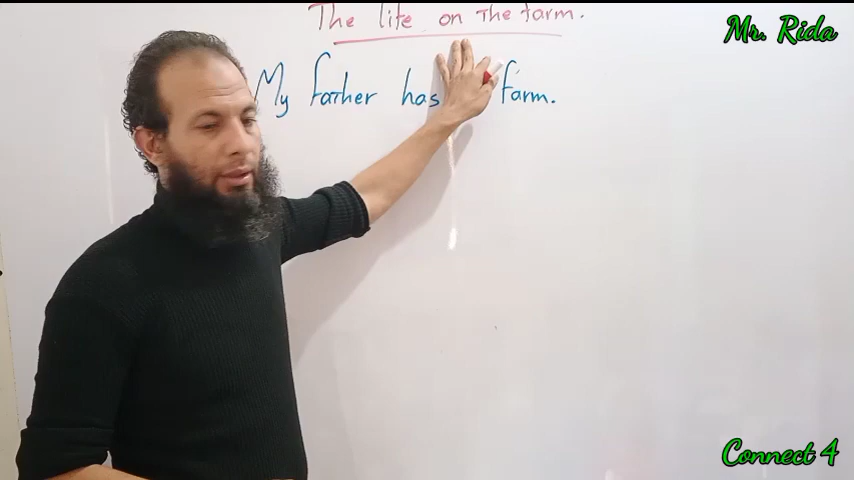 The life on The farm.
Mr. Rida
My father has farm.
Connect 4